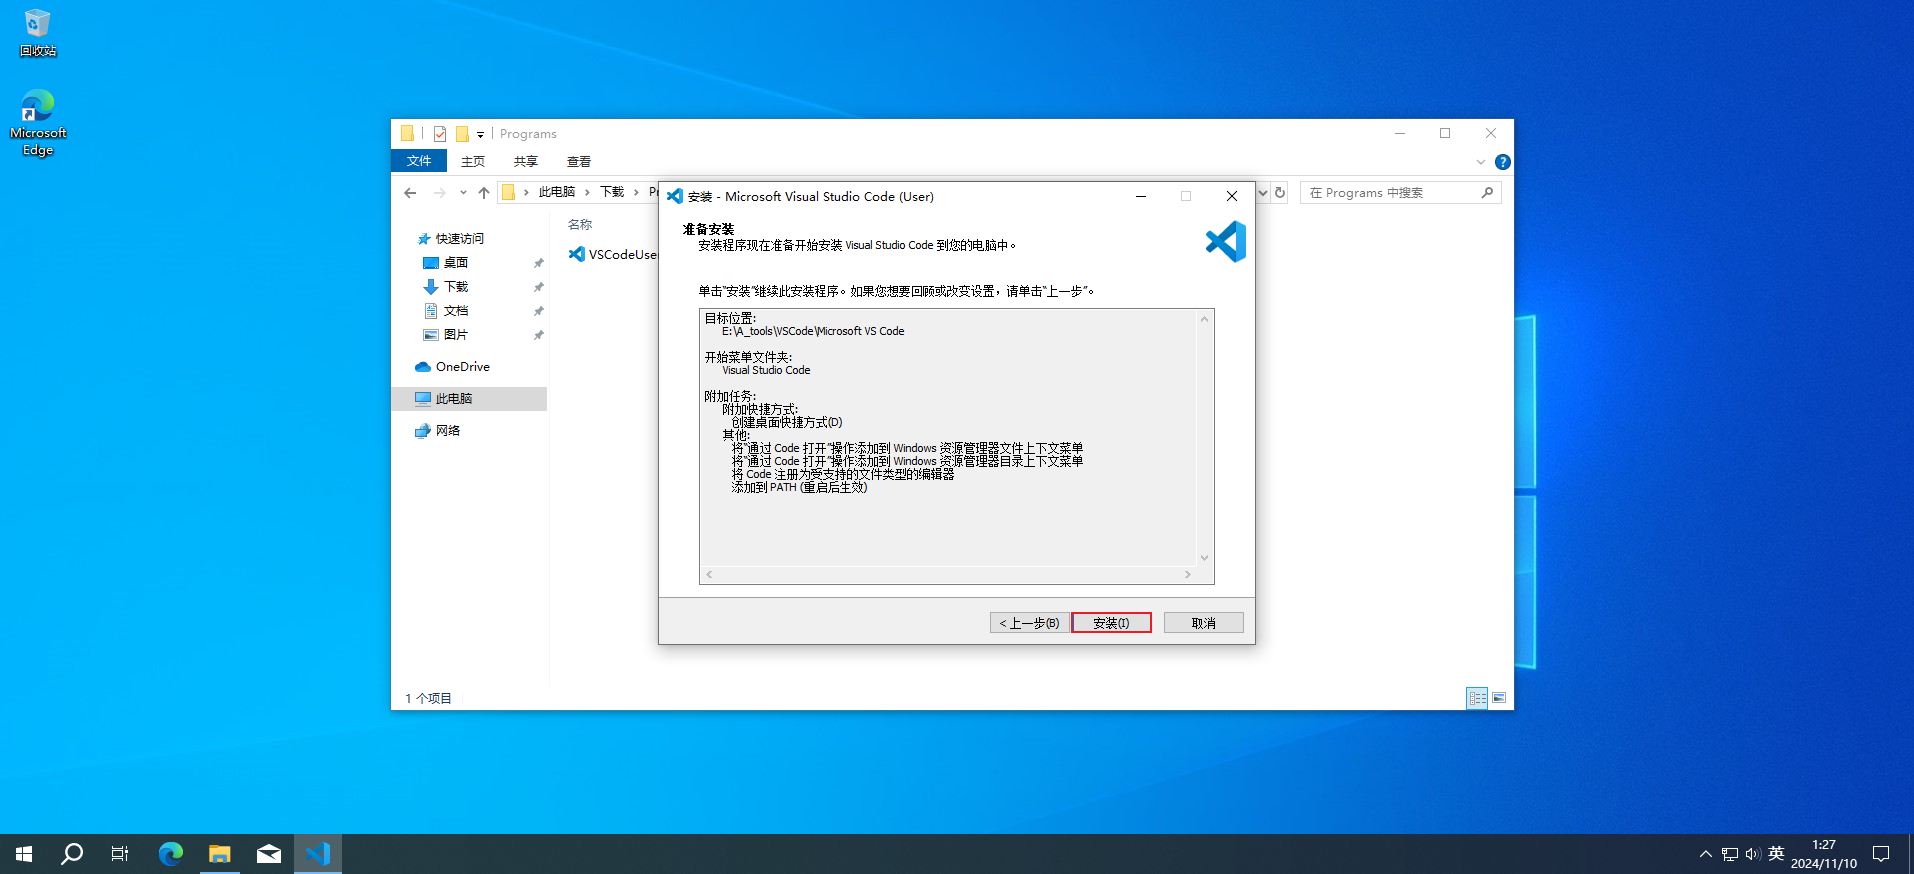 回收站
Microsoft
Edge
Programs
文件 主页 共享 查看
此电脑 下载
在 Programs 中搜索
名称
VSCodeUser
快速访问
桌面
下载
文档
图片
OneDrive
此电脑
网络
1 个项目
安装 - Microsoft Visual Studio Code (User)
准备安装
安装程序现在准备开始安装 Visual Studio Code 到您的电脑中。
单击“安装”继续此安装程序。如果您想要回顾或改变设置，请单击“上一步”。
目标位置:
E:\A_tools\VSCode\Microsoft VS Code
开始菜单文件夹:
Visual Studio Code
附加任务:
附加快捷方式:
创建桌面快捷方式(D)
其他:
将“通过 Code 打开”操作添加到 Windows 资源管理器文件上下文菜单
将“通过 Code 打开”操作添加到 Windows 资源管理器目录上下文菜单
将 Code 注册为受支持的文件类型的编辑器
添加到 PATH (重启后生效)
< 上一步(B) 安装(I) 取消
英
1:27
2024/11/10